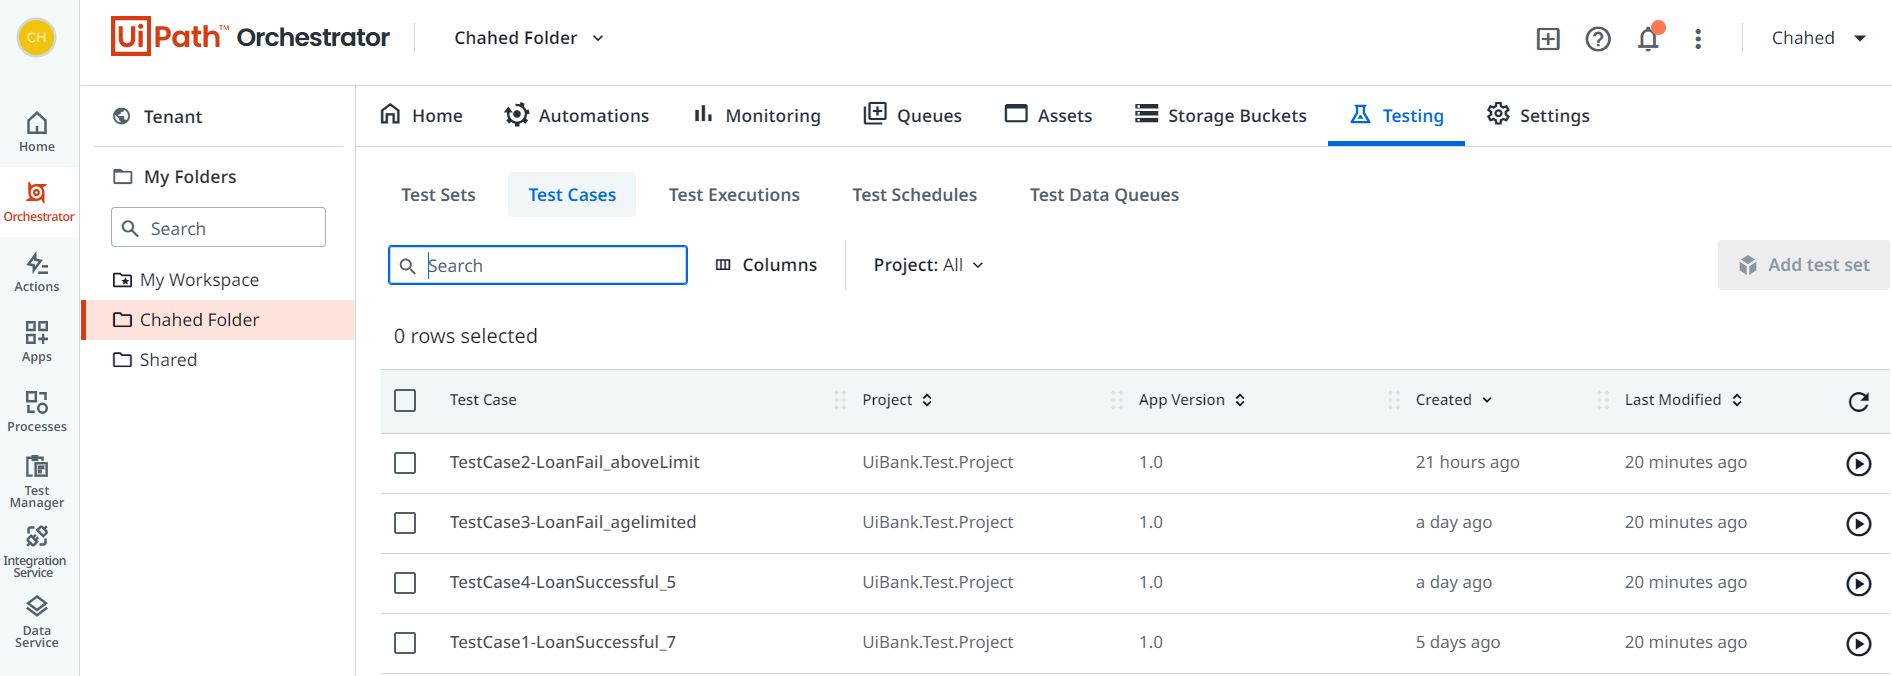 CH
UiPath™ Orchestrator
Chahed Folder
Chahed
Home
Orchestrator
Actions
Apps
Processes
Test
Manager
Integration
Service
Data
Service
Tenant
My Folders
Search
My Workspace
Chahed Folder
Shared
Home Automations Monitoring Queues Assets Storage Buckets Testing Settings
Test Sets Test Cases Test Executions Test Schedules Test Data Queues
Search Columns Project: All Add test set
0 rows selected
Test Case Project App Version Created Last Modified
TestCase2-LoanFail_aboveLimit UiBank.Test.Project 1.0 21 hours ago 20 minutes ago
TestCase3-LoanFail_agelimited UiBank.Test.Project 1.0 a day ago 20 minutes ago
TestCase4-LoanSuccessful_5 UiBank.Test.Project 1.0 a day ago 20 minutes ago
TestCase1-LoanSuccessful_7 UiBank.Test.Project 1.0 5 days ago 20 minutes ago